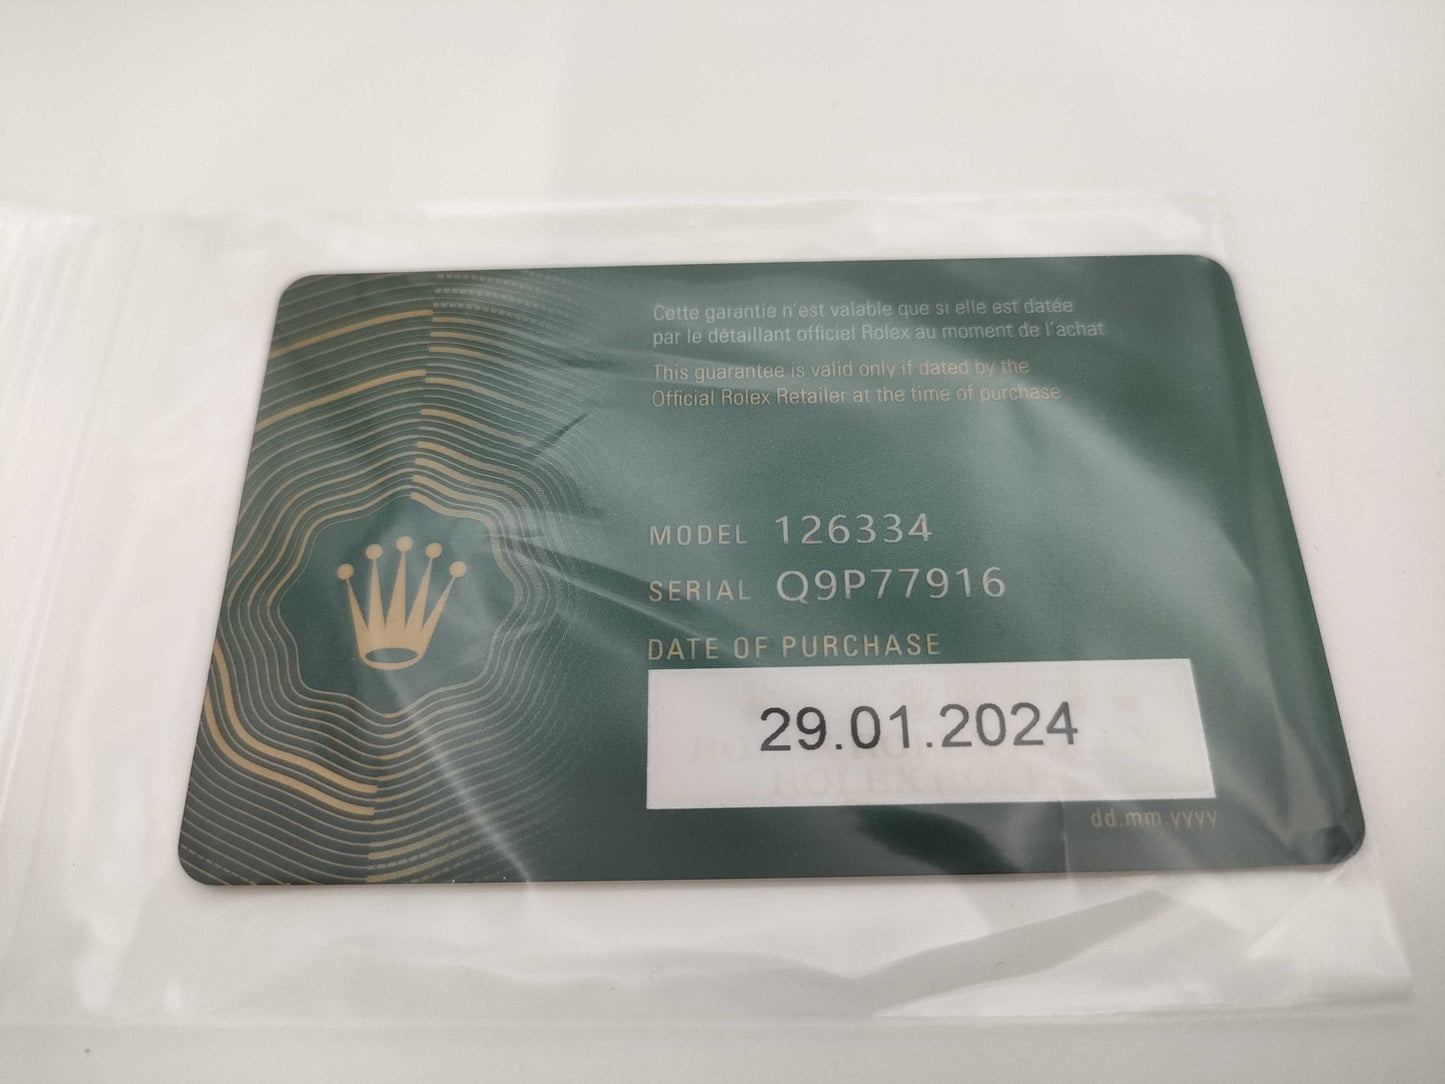 Cette garantie n'est valable que si elle est datée
par le détaillant officiel Rolex au moment de l'achat
This guarantee is valid only if dated by the
Official Rolex Retailer at the time of purchase
MODEL 126334
SERIAL Q9P77916
DATE OF PURCHASE
29.01.2024
ROLEX
dd.mm.yyyy